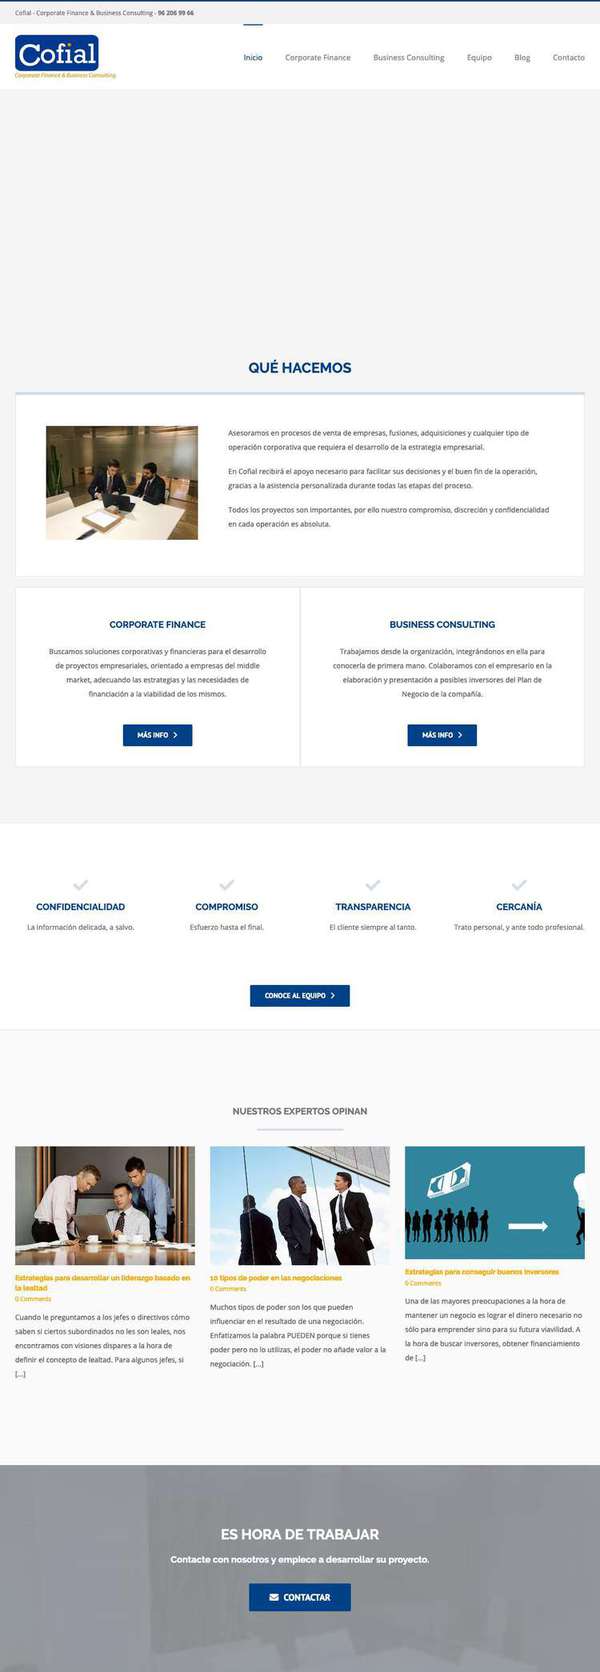 Cofial - Corporate Finance & Business Consulting - 96 206 99 66
Cofial
Corporate Finance & Business Consulting
Inicio
Corporate Finance
Business Consulting
Equipo
Blog
Contacto
QUÉ HACEMOS
Asesoramos en procesos de venta de empresas, fusiones, adquisiciones y cualquier tipo de
operación corporativa que requiera el desarrollo de la estrategia empresarial.
En Cofial recibirá el apoyo necesario para facilitar sus decisiones y el buen fin de la operación,
gracias a la asistencia personalizada durante todas las etapas del proceso.
Todos los proyectos son importantes, por ello nuestro compromiso, discreción y confidencialidad
en cada operación es absoluta.
CORPORATE FINANCE
Buscamos soluciones corporativas y financieras para el desarrollo
de proyectos empresariales, orientado a empresas del middle
market, adecuando las estrategias y las necesidades de
financiación a la viabilidad de los mismos.
MÁS INFO
BUSINESS CONSULTING
Trabajamos desde la organización, integrándonos en ella para
conocerla de primera mano. Colaboramos con el empresario en la
elaboración y presentación a posibles inversores del Plan de
Negocio de la compañía.
MÁS INFO
CONFIDENCIALIDAD
La información delicada, a salvo.
COMPROMISO
Esfuerzo hasta el final.
TRANSPARENCIA
El cliente siempre al tanto.
CERCANÍA
Trato personal, y ante todo profesional.
CONOCE AL EQUIPO
NUESTROS EXPERTOS OPINAN
Estrategias para desarrollar un liderazgo basado en
la lealtad
0 Comments
Cuando le preguntamos a los jefes o directivos cómo
saben si ciertos subordinados no les son leales, nos
encontramos con visiones dispares a la hora de
definir el concepto de lealtad. Para algunos jefes, si
[...]
10 tipos de poder en las negociaciones
0 Comments
Muchos tipos de poder son los que pueden
influenciar en el resultado de una negociación.
Enfatizamos la palabra PUEDEN porque si tienes
poder pero no lo utilizas, el poder no añade valor a la
negociación. [...]
Estrategias para conseguir buenos inversores
0 Comments
Una de las mayores preocupaciones a la hora de
mantener un negocio es lograr el dinero necesario no
sólo para emprender sino para su futura viavilidad. A
la hora de buscar inversores, obtener financiamiento
de [...]
ES HORA DE TRABAJAR
Contacte con nosotros y empiece a desarrollar su proyecto.
CONTACTAR